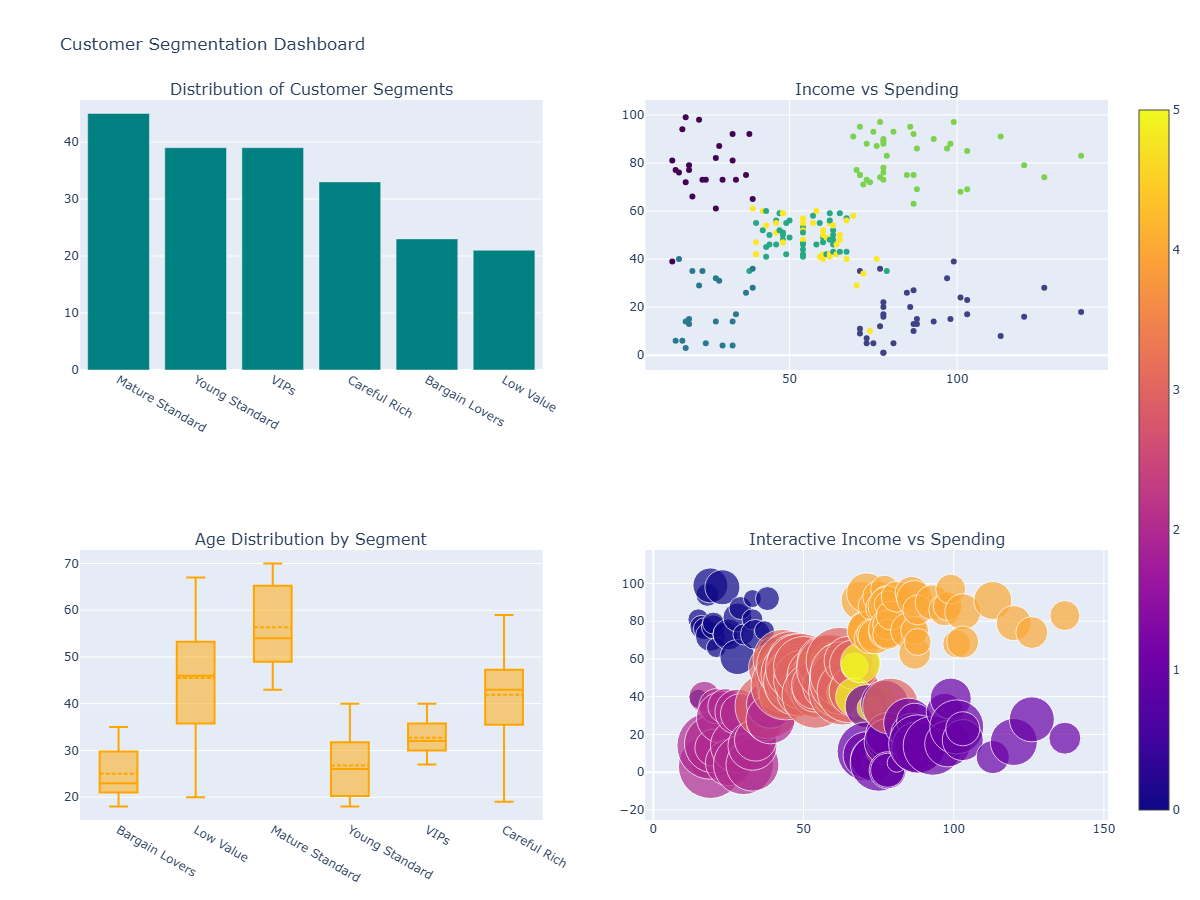 Customer Segmentation Dashboard
Distribution of Customer Segments
40
30
20
10
0
Mature Standard
Young Standard
VIPs
Careful Rich
Bargain Lovers
Low Value
Income vs Spending
100
80
60
40
20
0
50
100
5
4
3
2
1
0
Age Distribution by Segment
70
60
50
40
30
20
Bargain Lovers
Low Value
Mature Standard
Young Standard
VIPs
Careful Rich
Interactive Income vs Spending
100
80
60
40
20
0
−20
0
50
100
150